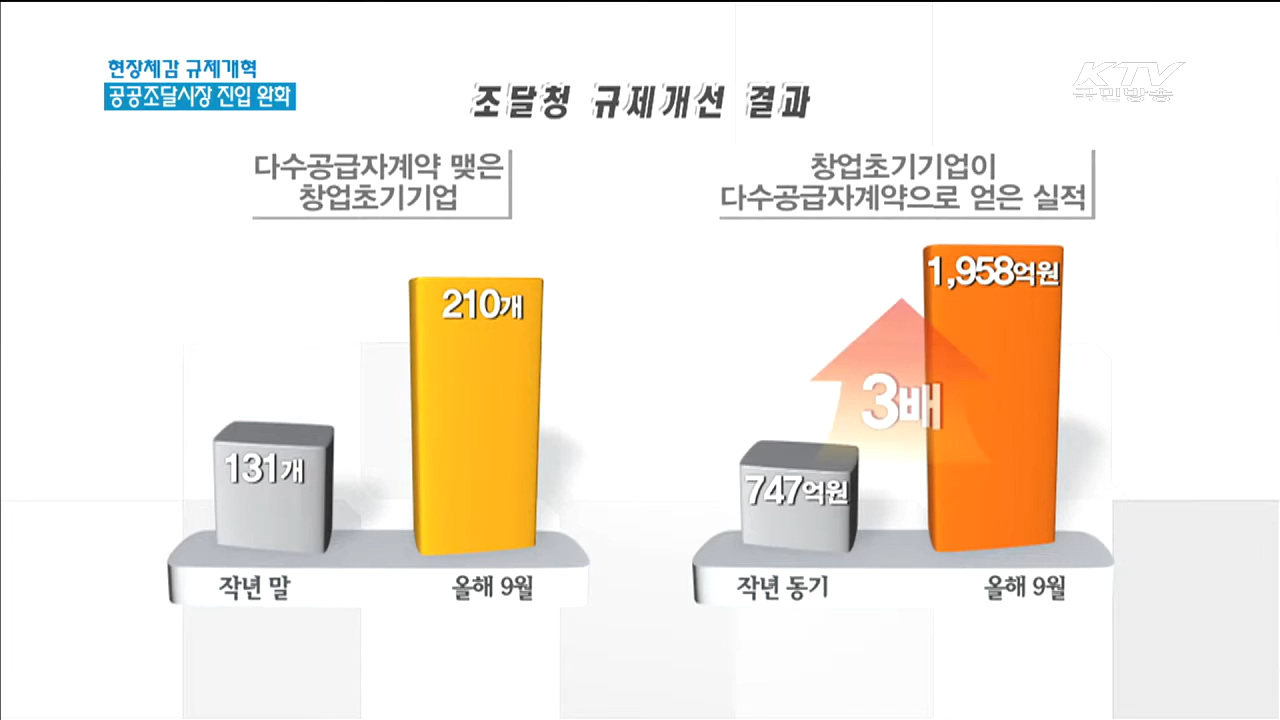 현장체감 규제개혁
공공조달시장 진입 완화
KTV
국민방송
조달청 규제개선 결과
다수공급자계약 맺은
창업초기기업
131개
210개
작년 말
올해 9월
창업초기기업이
다수공급자계약으로 얻은 실적
747억원
3배
1,958억원
작년 동기
올해 9월